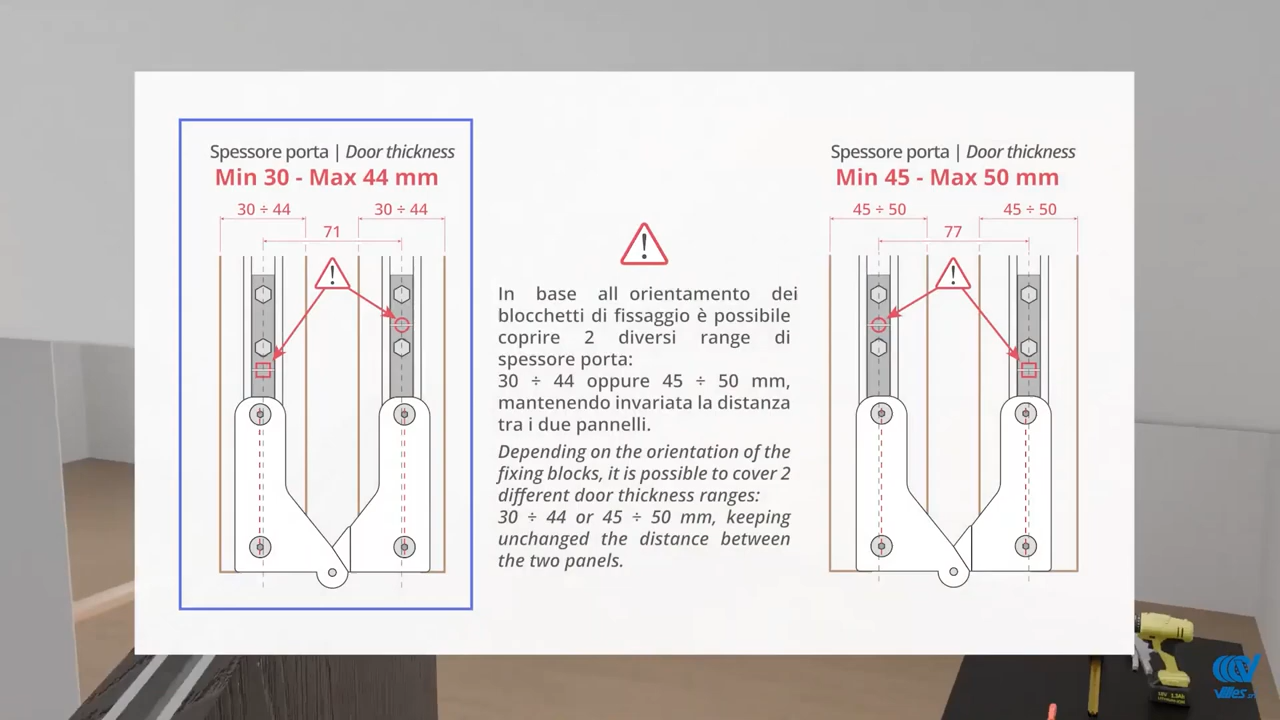 Spessore porta | Door thickness
Min 30 - Max 44 mm
30 ÷ 44 30 ÷ 44
71
!
!
In base all orientamento dei
blocchetti di fissaggio è possibile
coprire 2 diversi range di
spessore porta:
30 ÷ 44 oppure 45 ÷ 50 mm,
mantenendo invariata la distanza
tra i due pannelli.
Depending on the orientation of the
fixing blocks, it is possible to cover 2
different door thickness ranges:
30 ÷ 44 or 45 ÷ 50 mm, keeping
unchanged the distance between
the two panels.
Spessore porta | Door thickness
Min 45 - Max 50 mm
45 ÷ 50 45 ÷ 50
77
!